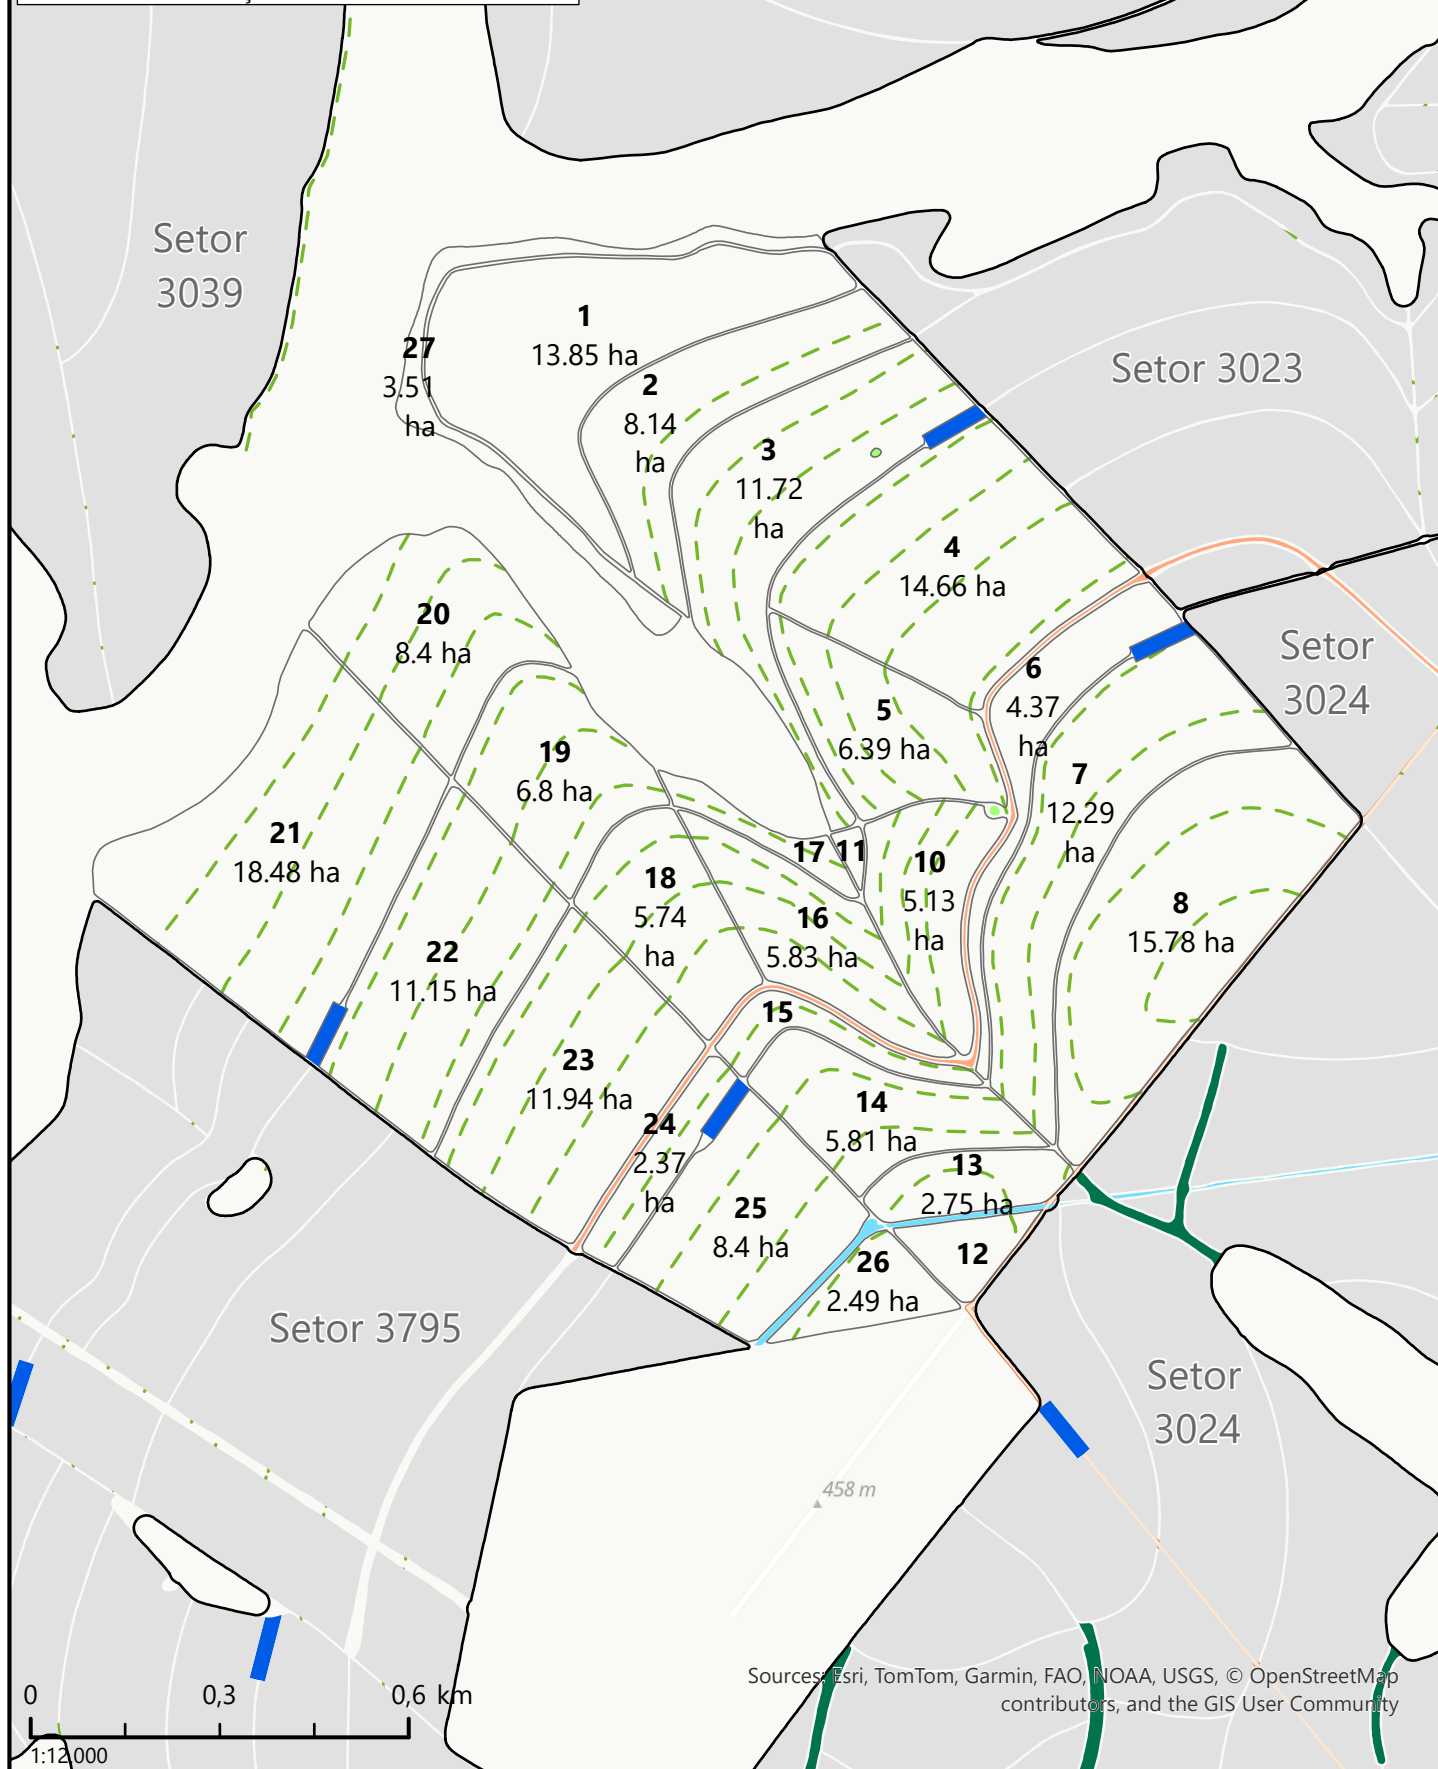 Setor
3039
1
13.85 ha
27
3.51
ha
2
8.14
ha
Setor 3023
3
11.72
ha
4
14.66 ha
20
8.4 ha
6
4.37
ha
Setor
3024
5
6.39 ha
19
6.8 ha
7
12.29
ha
21
18.48 ha
17
11
10
5.13
ha
18
5.74
ha
16
5.83 ha
8
15.78 ha
22
11.15 ha
15
23
11.94 ha
24
2.37
ha
14
5.81 ha
13
2.75 ha
25
8.4 ha
12
26
2.49 ha
Setor 3795
Setor
3024
458 m
Sources: Esri, TomTom, Garmin, FAO, NOAA, USGS, © OpenStreetMap
contributors, and the GIS User Community
0 0,3 0,6 km
1:12.000